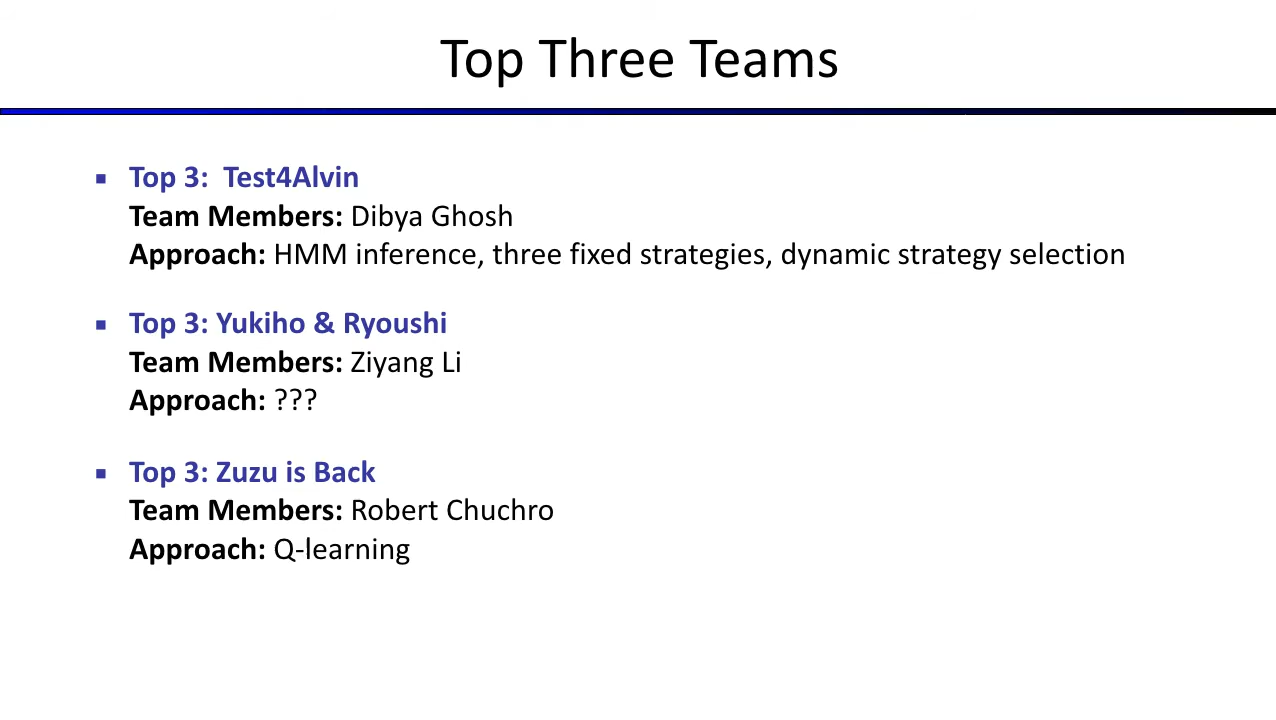 Top Three Teams
Top 3:  Test4Alvin
Team Members: Dibya Ghosh
Approach: HMM inference, three fixed strategies, dynamic strategy selection
Top 3: Yukiho & Ryoushi
Team Members: Ziyang Li
Approach: ???
Top 3: Zuzu is Back
Team Members: Robert Chuchro
Approach: Q-learning